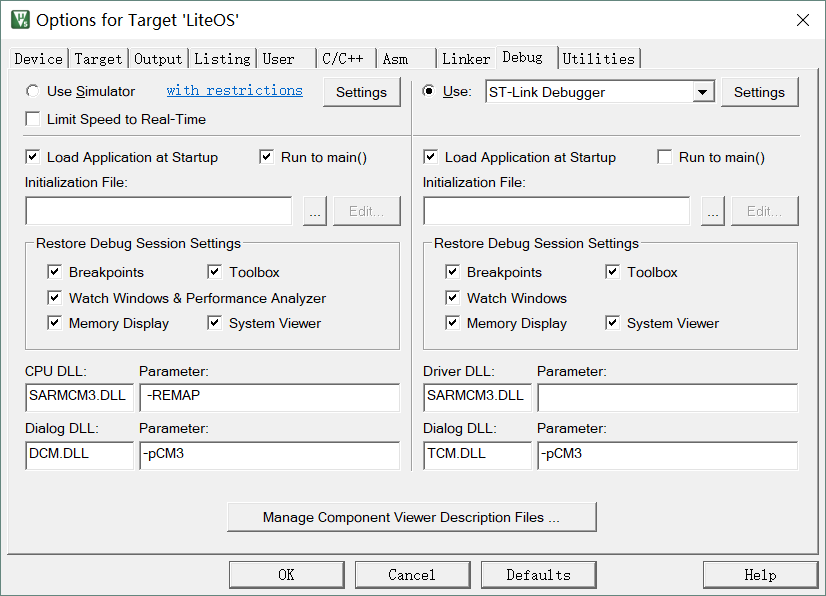 Options for Target 'LiteOS'
Device Target Output Listing User C/C++ Asm Linker Debug Utilities
Use Simulator with restrictions Settings
Limit Speed to Real-Time
Use: ST-Link Debugger Settings
Load Application at Startup Run to main()
Initialization File:
... Edit...
Load Application at Startup Run to main()
Initialization File:
... Edit...
Restore Debug Session Settings
Breakpoints Toolbox
Watch Windows & Performance Analyzer
Memory Display System Viewer
Restore Debug Session Settings
Breakpoints Toolbox
Watch Windows
Memory Display System Viewer
CPU DLL: Parameter:
SARMCM3.DLL -REMAP
Dialog DLL: Parameter:
DCM.DLL -pCM3
Driver DLL: Parameter:
SARMCM3.DLL
Dialog DLL: Parameter:
TCM.DLL -pCM3
Manage Component Viewer Description Files ...
OK Cancel Defaults Help